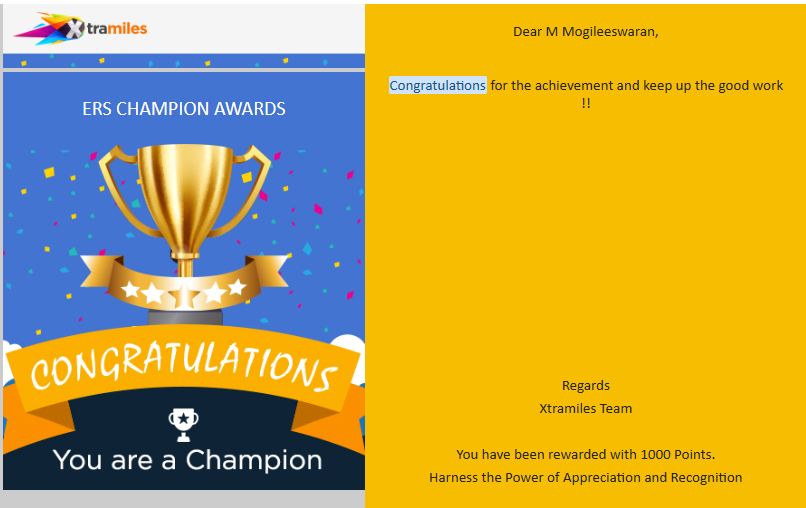 Xtramiles
ERS CHAMPION AWARDS
CONGRATULATIONS
You are a Champion
Dear M Mogileeswaran,
Congratulations for the achievement and keep up the good work
!!
Regards
Xtramiles Team
You have been rewarded with 1000 Points.
Harness the Power of Appreciation and Recognition